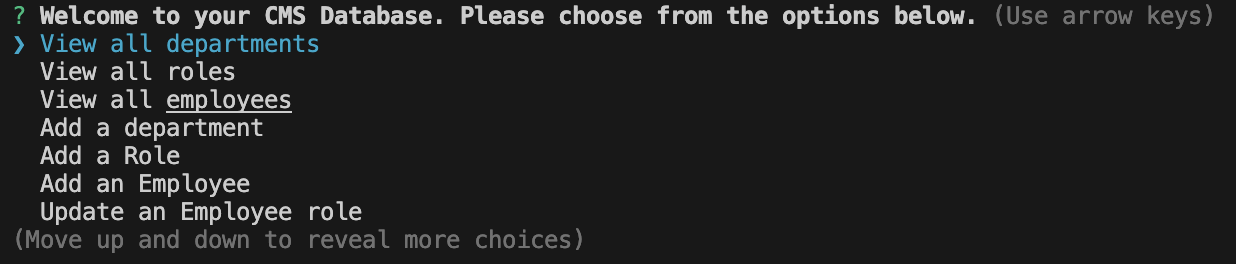 ? Welcome to your CMS Database. Please choose from the options below. (Use arrow keys)
❯ View all departments
View all roles
View all employees
Add a department
Add a Role
Add an Employee
Update an Employee role
(Move up and down to reveal more choices)